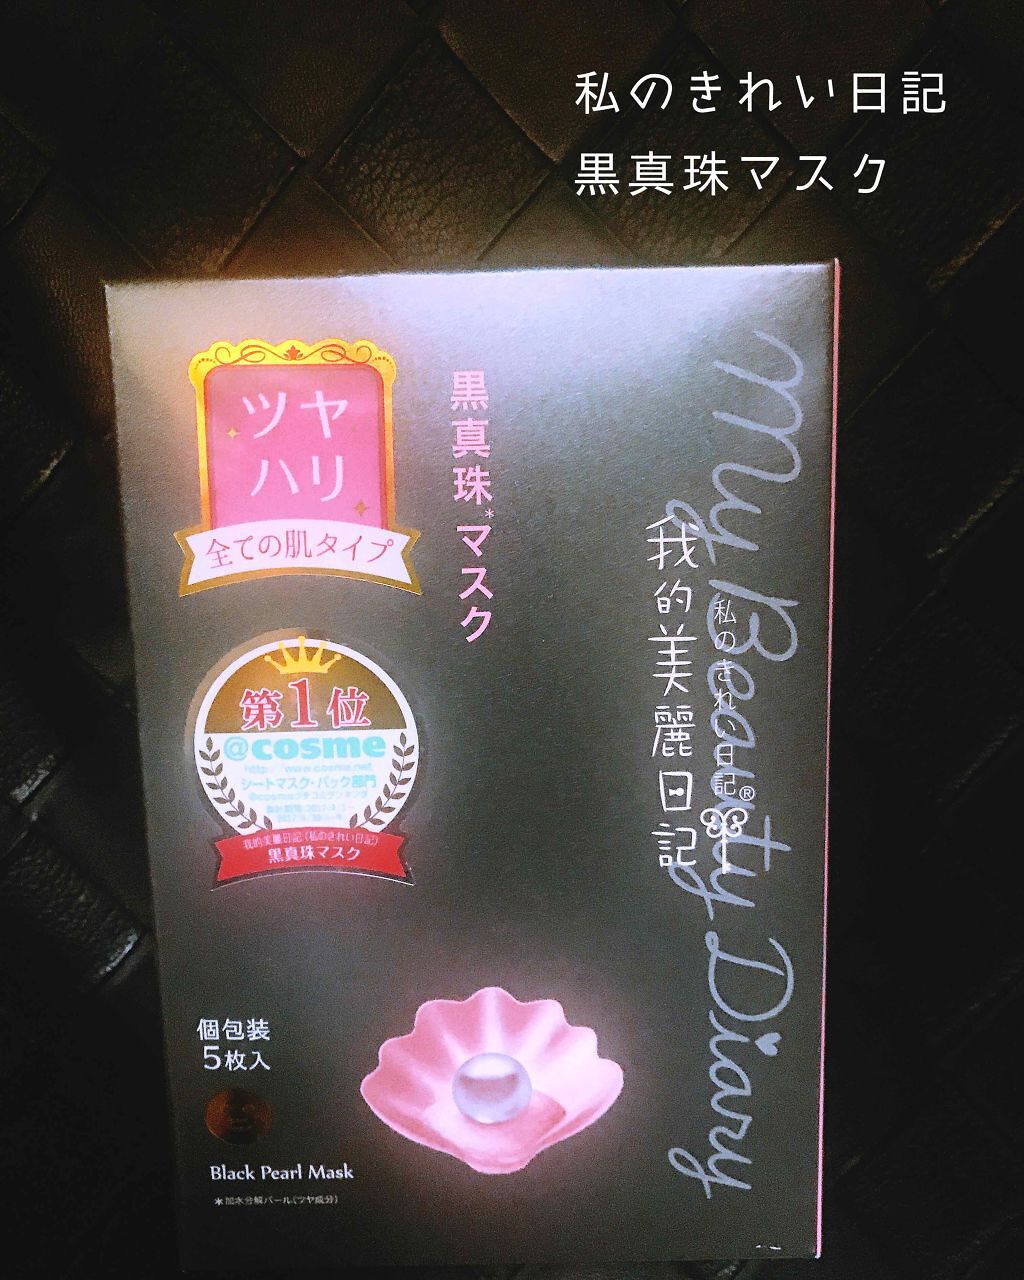 私のきれい日記
黒真珠マスク
My Beauty Diary
我的美麗日記
私のきれい日記®
黒真珠*マスク
ツヤ
ハリ
全ての肌タイプ
第1位
@cosme
http://www.cosme.net
シートマスク・パック部門
我的美麗日記(私のきれい日記)
黒真珠マスク
個包装
5枚入
Black Pearl Mask
*加水分解パール(ツヤ成分)